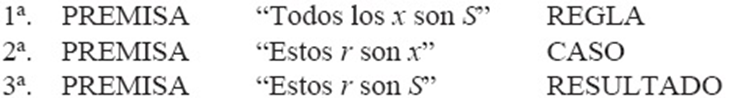 1ª. PREMISA “Todos los x son S” REGLA
2ª. PREMISA “Estos r son x” CASO
3ª. PREMISA “Estos r son S” RESULTADO